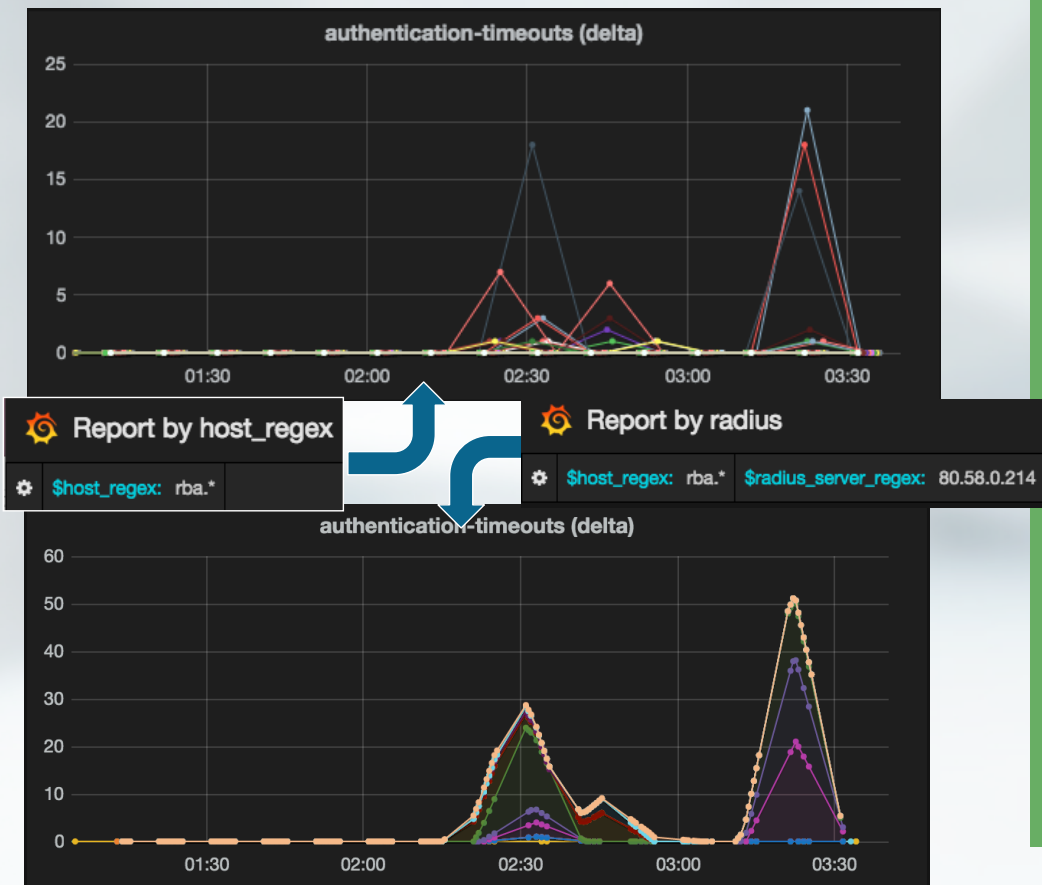 authentication-timeouts (delta)
25
20
15
10
5
0
01:30 02:00 02:30 03:00 03:30
Report by host_regex
$host_regex: rba.*
Report by radius
$host_regex: rba.* $radius_server_regex: 80.58.0.214
authentication-timeouts (delta)
60
50
40
30
20
10
0
01:30 02:00 02:30 03:00 03:30